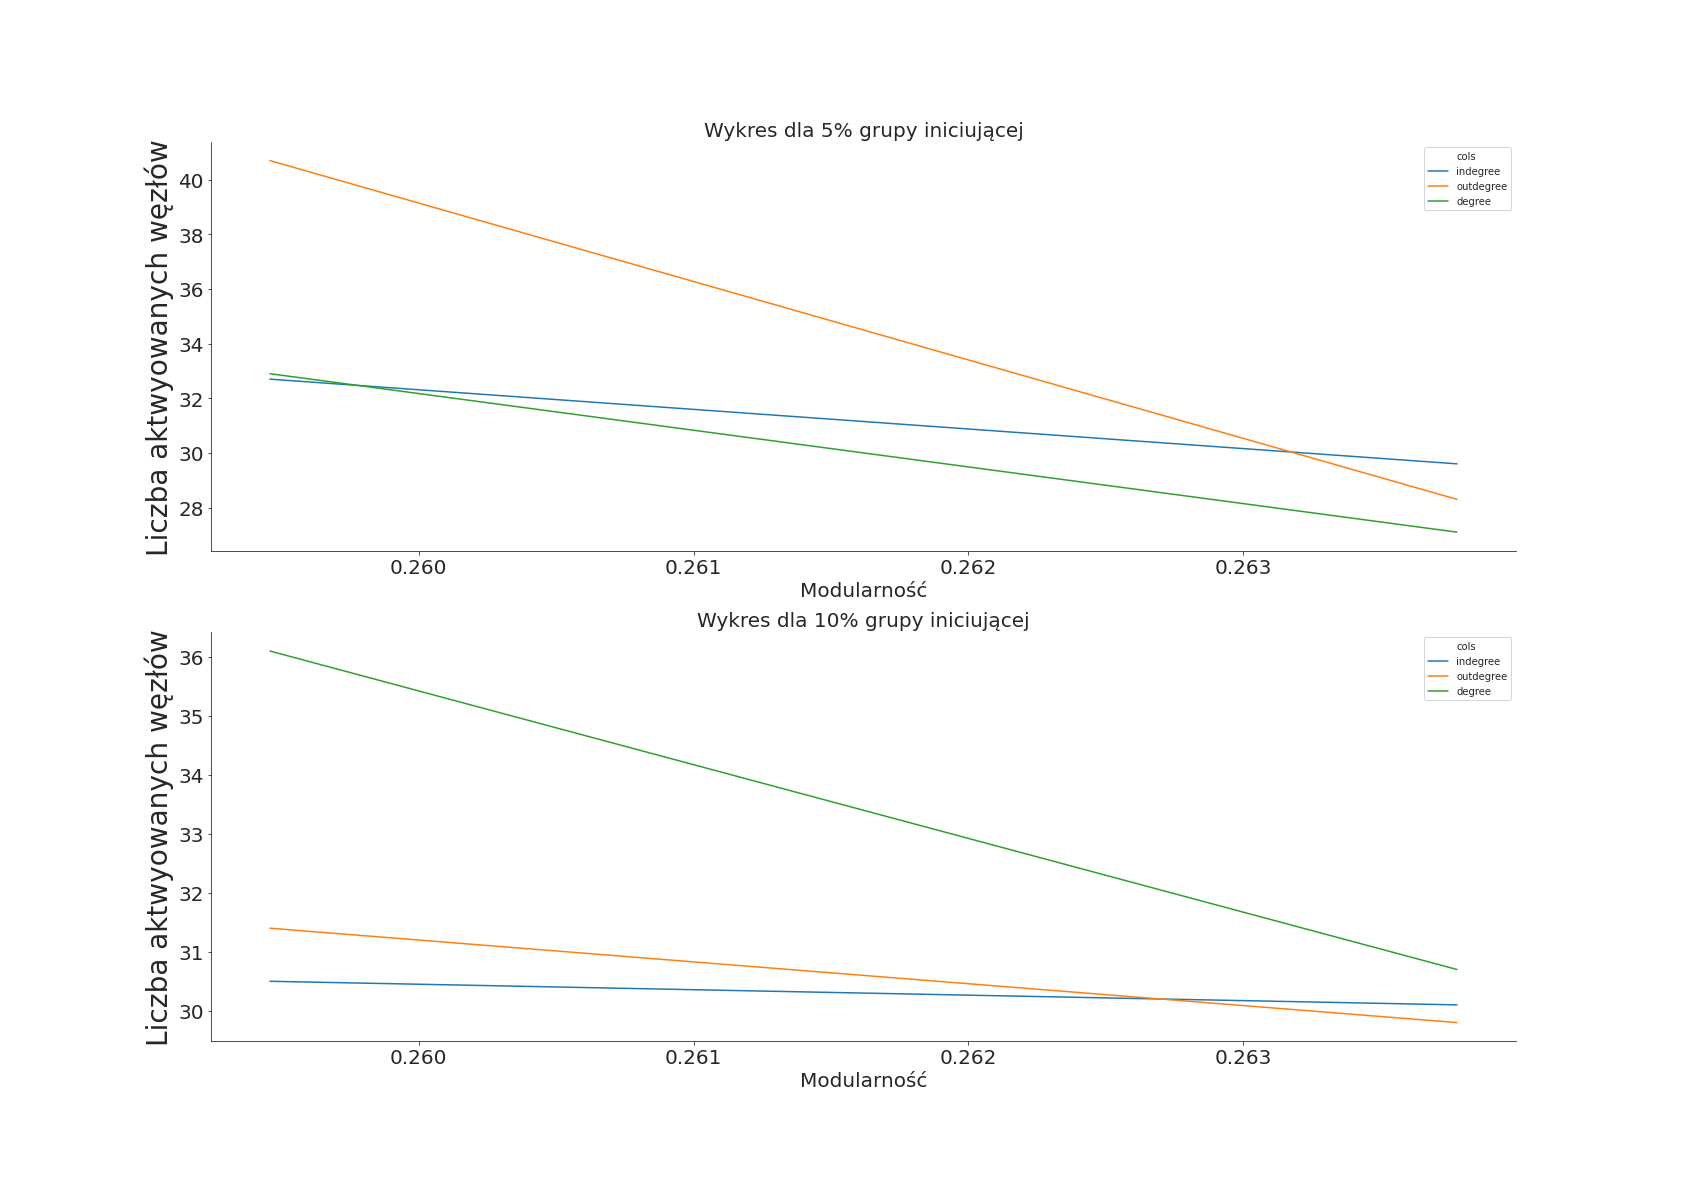 Wykres dla 5% grupy iniciującej
Liczba aktwyowanych węzłów
40
38
36
34
32
30
28
cols
indegree
outdegree
degree
0.260
0.261
0.262
0.263
Modularność
Wykres dla 10% grupy iniciującej
Liczba aktwyowanych węzłów
36
35
34
33
32
31
30
cols
indegree
outdegree
degree
0.260
0.261
0.262
0.263
Modularność